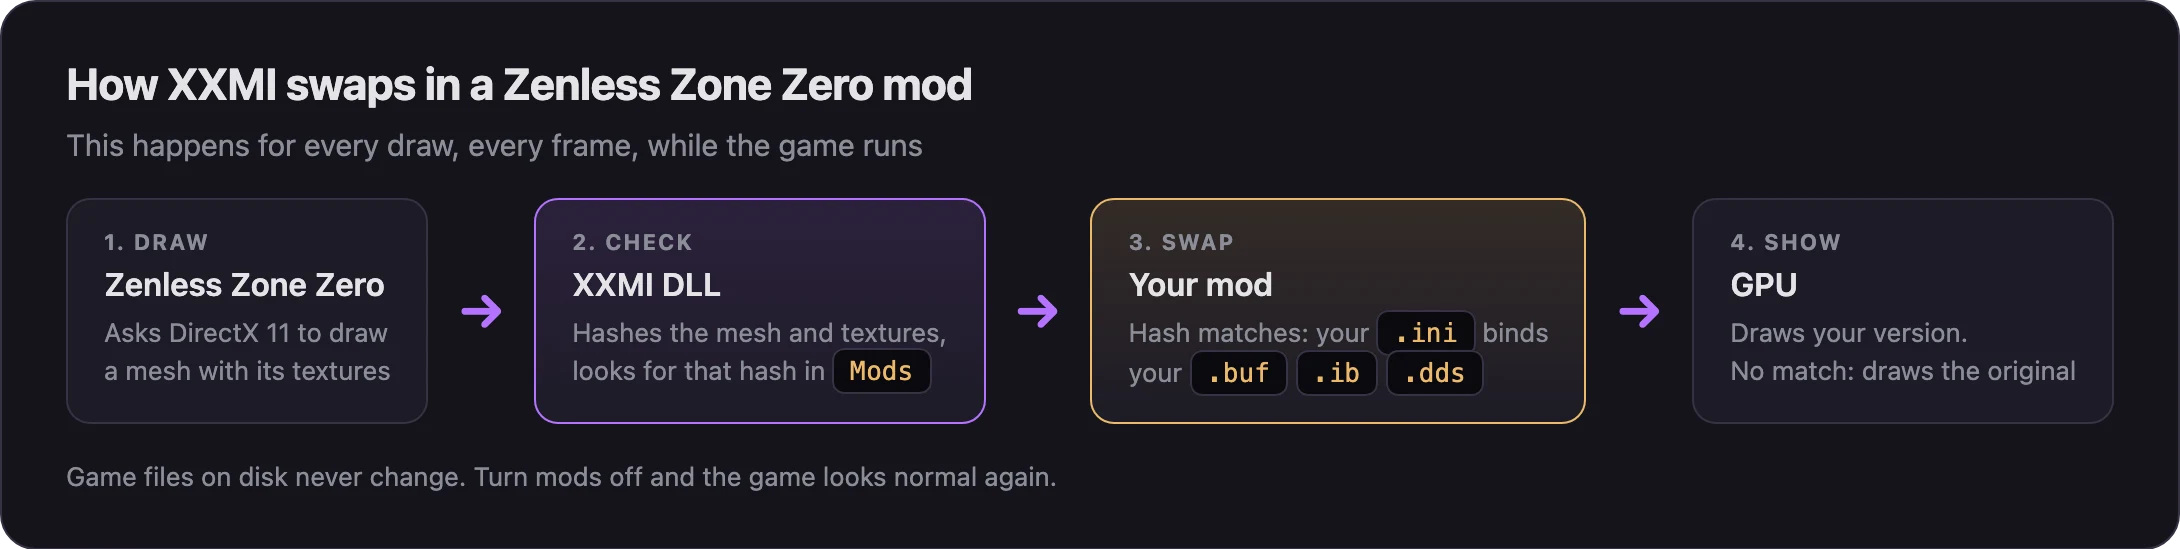 How XXMI swaps in a Zenless Zone Zero mod
This happens for every draw, every frame, while the game runs
1. DRAW
Zenless Zone Zero
Asks DirectX 11 to draw
a mesh with its textures
2. CHECK
XXMI DLL
Hashes the mesh and textures,
looks for that hash in Mods
3. SWAP
Your mod
Hash matches: your .ini binds
your .buf .ib .dds
4. SHOW
GPU
Draws your version.
No match: draws the original
Game files on disk never change. Turn mods off and the game looks normal again.